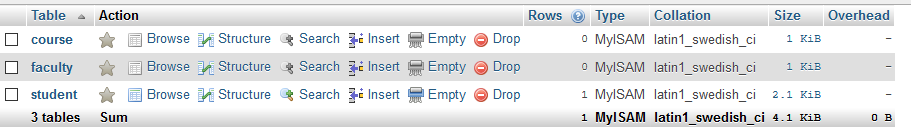 Table Action Rows Type Collation Size Overhead
course Browse Structure Search Insert Empty Drop 0 MyISAM latin1_swedish_ci 1 KiB -
faculty Browse Structure Search Insert Empty Drop 0 MyISAM latin1_swedish_ci 1 KiB -
student Browse Structure Search Insert Empty Drop 1 MyISAM latin1_swedish_ci 2.1 KiB -
3 tables Sum 1 MyISAM latin1_swedish_ci 4.1 KiB 0 B